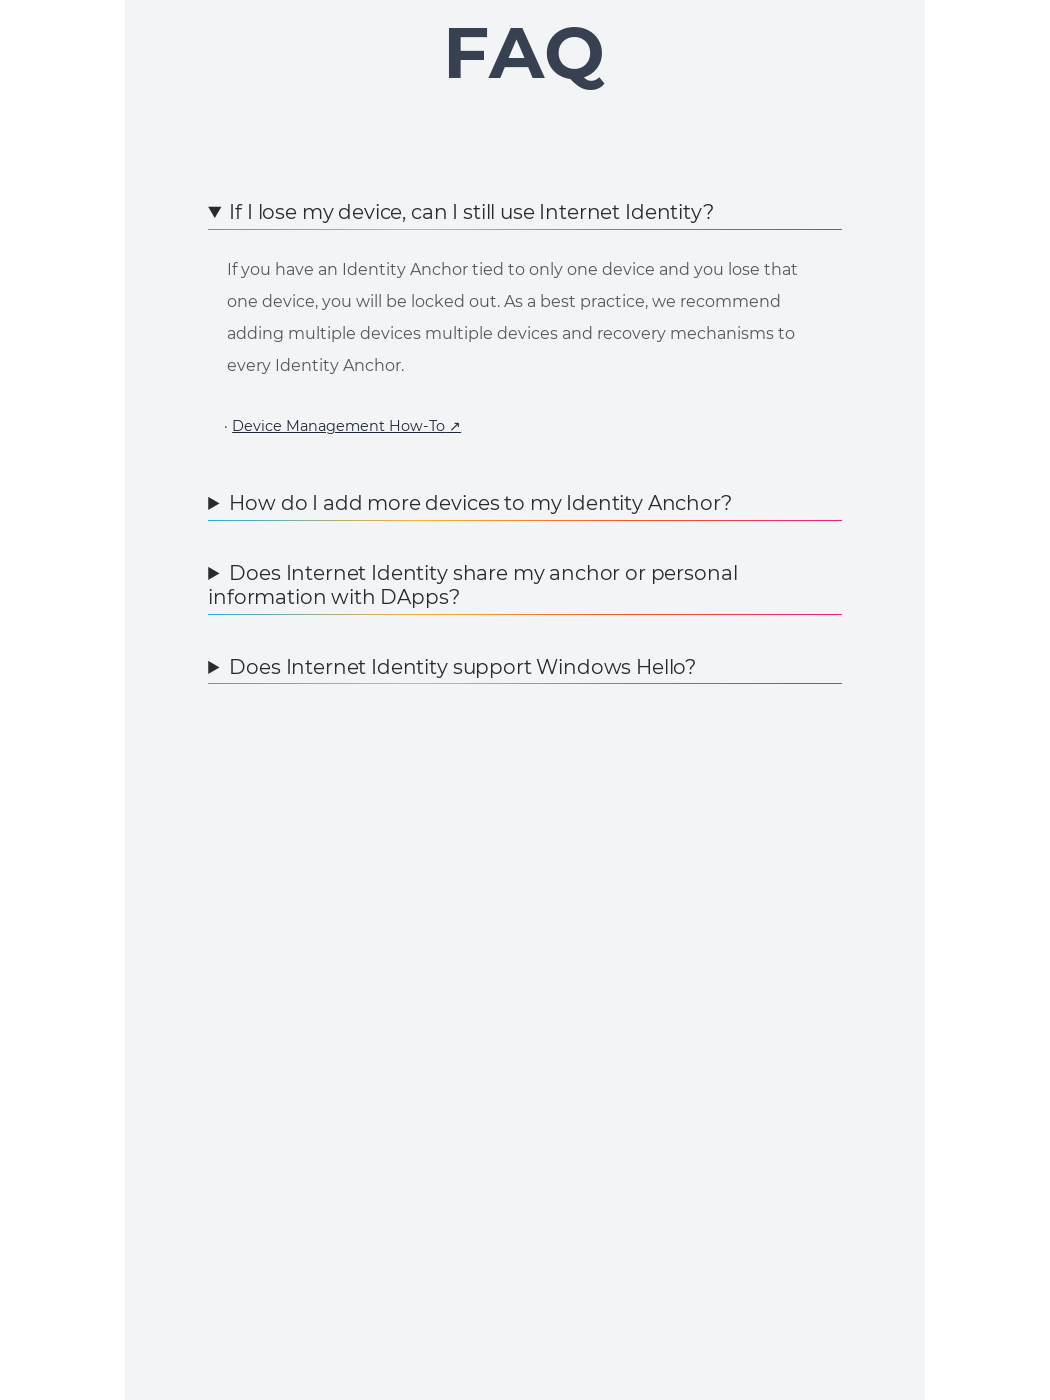 FAQ
▼ If I lose my device, can I still use Internet Identity?
If you have an Identity Anchor tied to only one device and you lose that
one device, you will be locked out. As a best practice, we recommend
adding multiple devices multiple devices and recovery mechanisms to
every Identity Anchor.
· Device Management How-To ↗
▶ How do I add more devices to my Identity Anchor?
▶ Does Internet Identity share my anchor or personal
information with DApps?
▶ Does Internet Identity support Windows Hello?